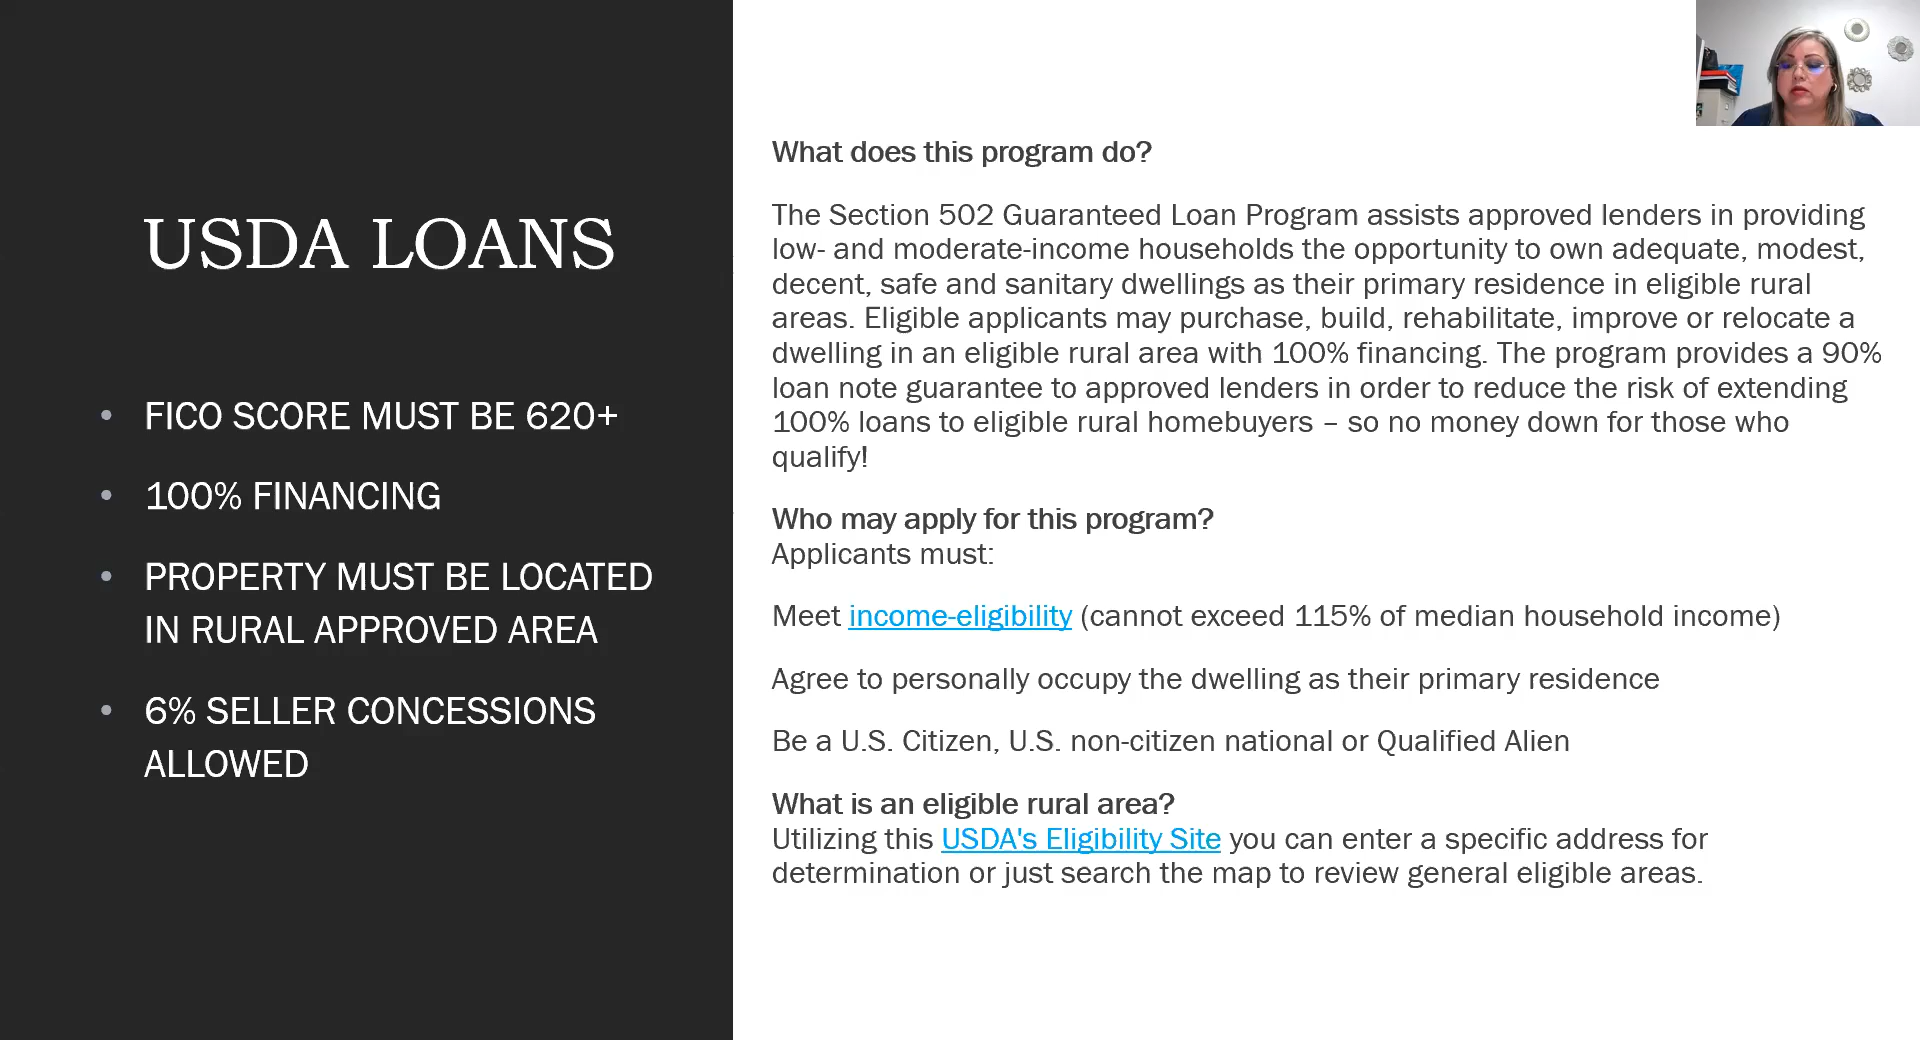 USDA LOANS
• FICO SCORE MUST BE 620+
• 100% FINANCING
• PROPERTY MUST BE LOCATED
IN RURAL APPROVED AREA
• 6% SELLER CONCESSIONS
ALLOWED
What does this program do?
The Section 502 Guaranteed Loan Program assists approved lenders in providing
low- and moderate-income households the opportunity to own adequate, modest,
decent, safe and sanitary dwellings as their primary residence in eligible rural
areas. Eligible applicants may purchase, build, rehabilitate, improve or relocate a
dwelling in an eligible rural area with 100% financing. The program provides a 90%
loan note guarantee to approved lenders in order to reduce the risk of extending
100% loans to eligible rural homebuyers – so no money down for those who
qualify!
Who may apply for this program?
Applicants must:
Meet income-eligibility (cannot exceed 115% of median household income)
Agree to personally occupy the dwelling as their primary residence
Be a U.S. Citizen, U.S. non-citizen national or Qualified Alien
What is an eligible rural area?
Utilizing this USDA's Eligibility Site you can enter a specific address for
determination or just search the map to review general eligible areas.